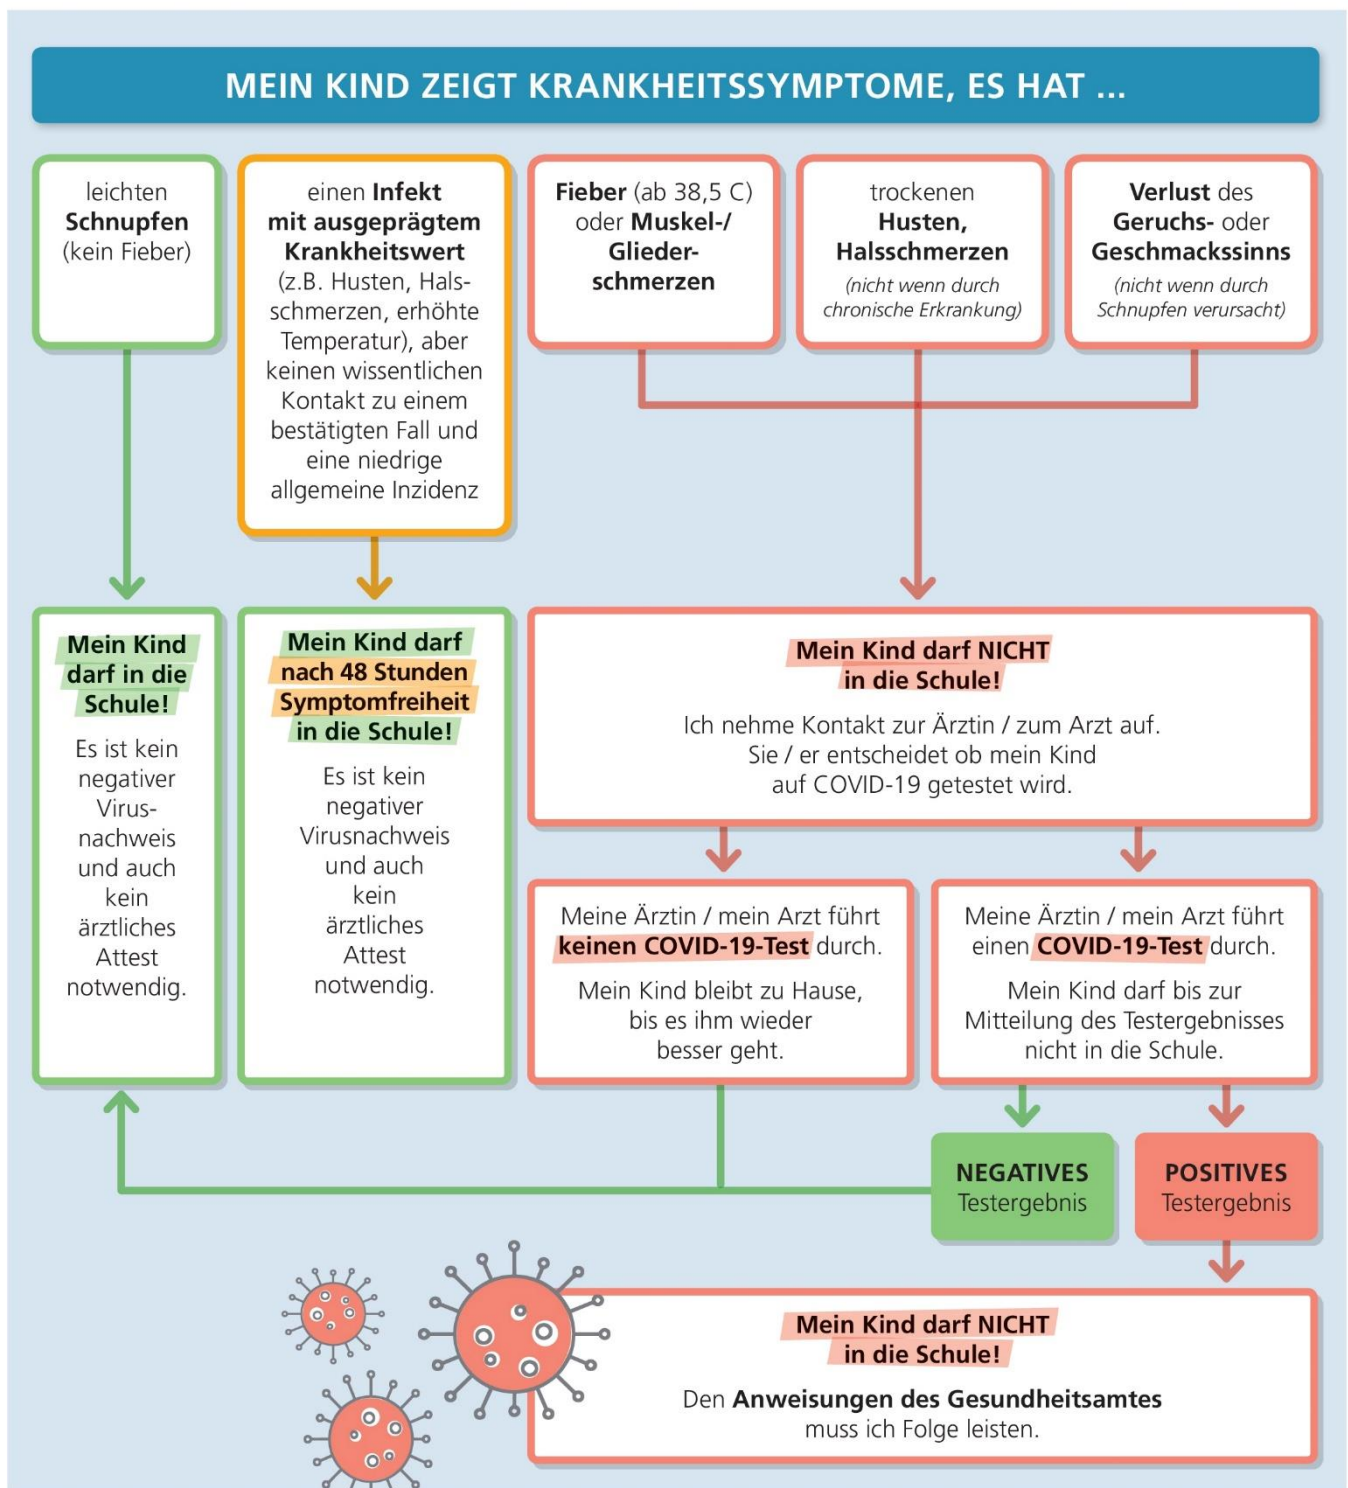 MEIN KIND ZEIGT KRANKHEITSSYMPTOME, ES HAT ...
leichten
Schnupfen
(kein Fieber)
einen Infekt
mit ausgeprägtem
Krankheitswert
(z.B. Husten, Hals-
schmerzen, erhöhte
Temperatur), aber
keinen wissentlichen
Kontakt zu einem
bestätigten Fall und
eine niedrige
allgemeine Inzidenz
Fieber (ab 38,5 C)
oder Muskel-/
Glieder-
schmerzen
trockenen
Husten,
Halsschmerzen
(nicht wenn durch
chronische Erkrankung)
Verlust des
Geruchs- oder
Geschmackssinns
(nicht wenn durch
Schnupfen verursacht)
Mein Kind
darf in die
Schule!
Es ist kein
negativer
Virus-
nachweis
und auch
kein
ärztliches
Attest
notwendig.
Mein Kind darf
nach 48 Stunden
Symptomfreiheit
in die Schule!
Es ist kein
negativer
Virusnachweis
und auch
kein
ärztliches
Attest
notwendig.
Mein Kind darf NICHT
in die Schule!
Ich nehme Kontakt zur Ärztin / zum Arzt auf.
Sie / er entscheidet ob mein Kind
auf COVID-19 getestet wird.
Meine Ärztin / mein Arzt führt
keinen COVID-19-Test durch.
Mein Kind bleibt zu Hause,
bis es ihm wieder
besser geht.
Meine Ärztin / mein Arzt führt
einen COVID-19-Test durch.
Mein Kind darf bis zur
Mitteilung des Testergebnisses
nicht in die Schule.
NEGATIVES
Testergebnis
POSITIVES
Testergebnis
Mein Kind darf NICHT
in die Schule!
Den Anweisungen des Gesundheitsamtes
muss ich Folge leisten.